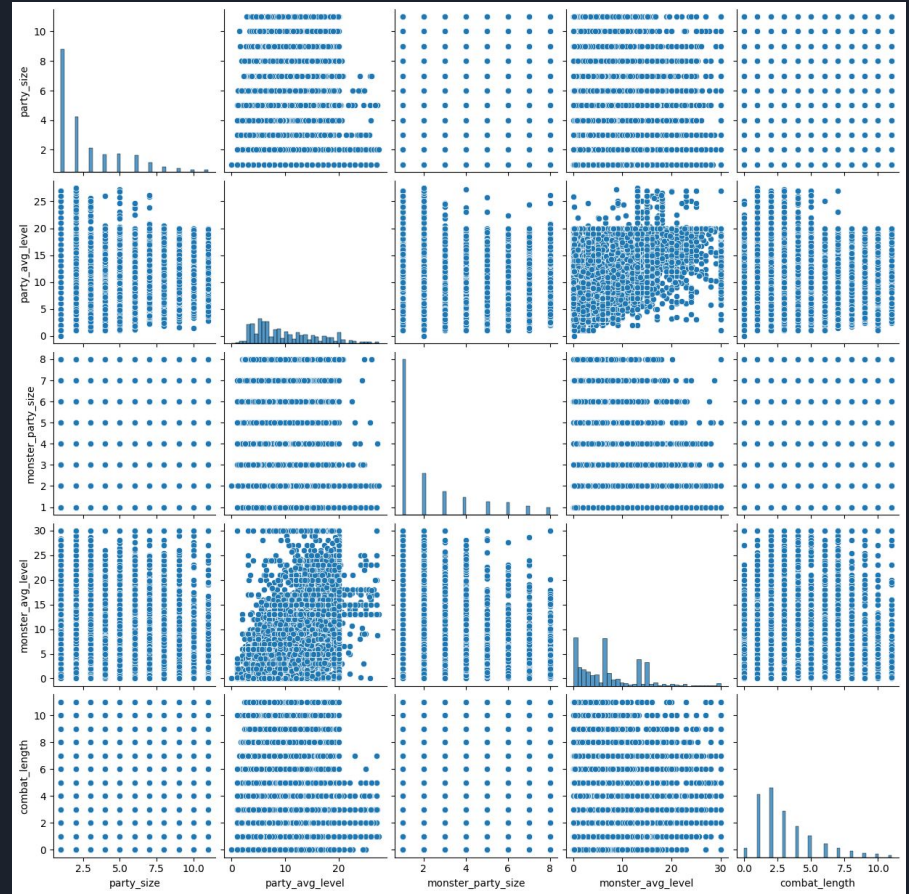 party_size
10
8
6
4
2
party_avg_level
25
20
15
10
5
0
monster_party_size
8
7
6
5
4
3
2
1
monster_avg_level
30
25
20
15
10
5
0
combat_length
10
8
6
4
2
0
2.5 5.0 7.5 10.0
0 10 20
2 4 6 8
0 10 20 30
0.0 2.5 5.0 7.5 10.0
party_size party_avg_level monster_party_size monster_avg_level combat_length